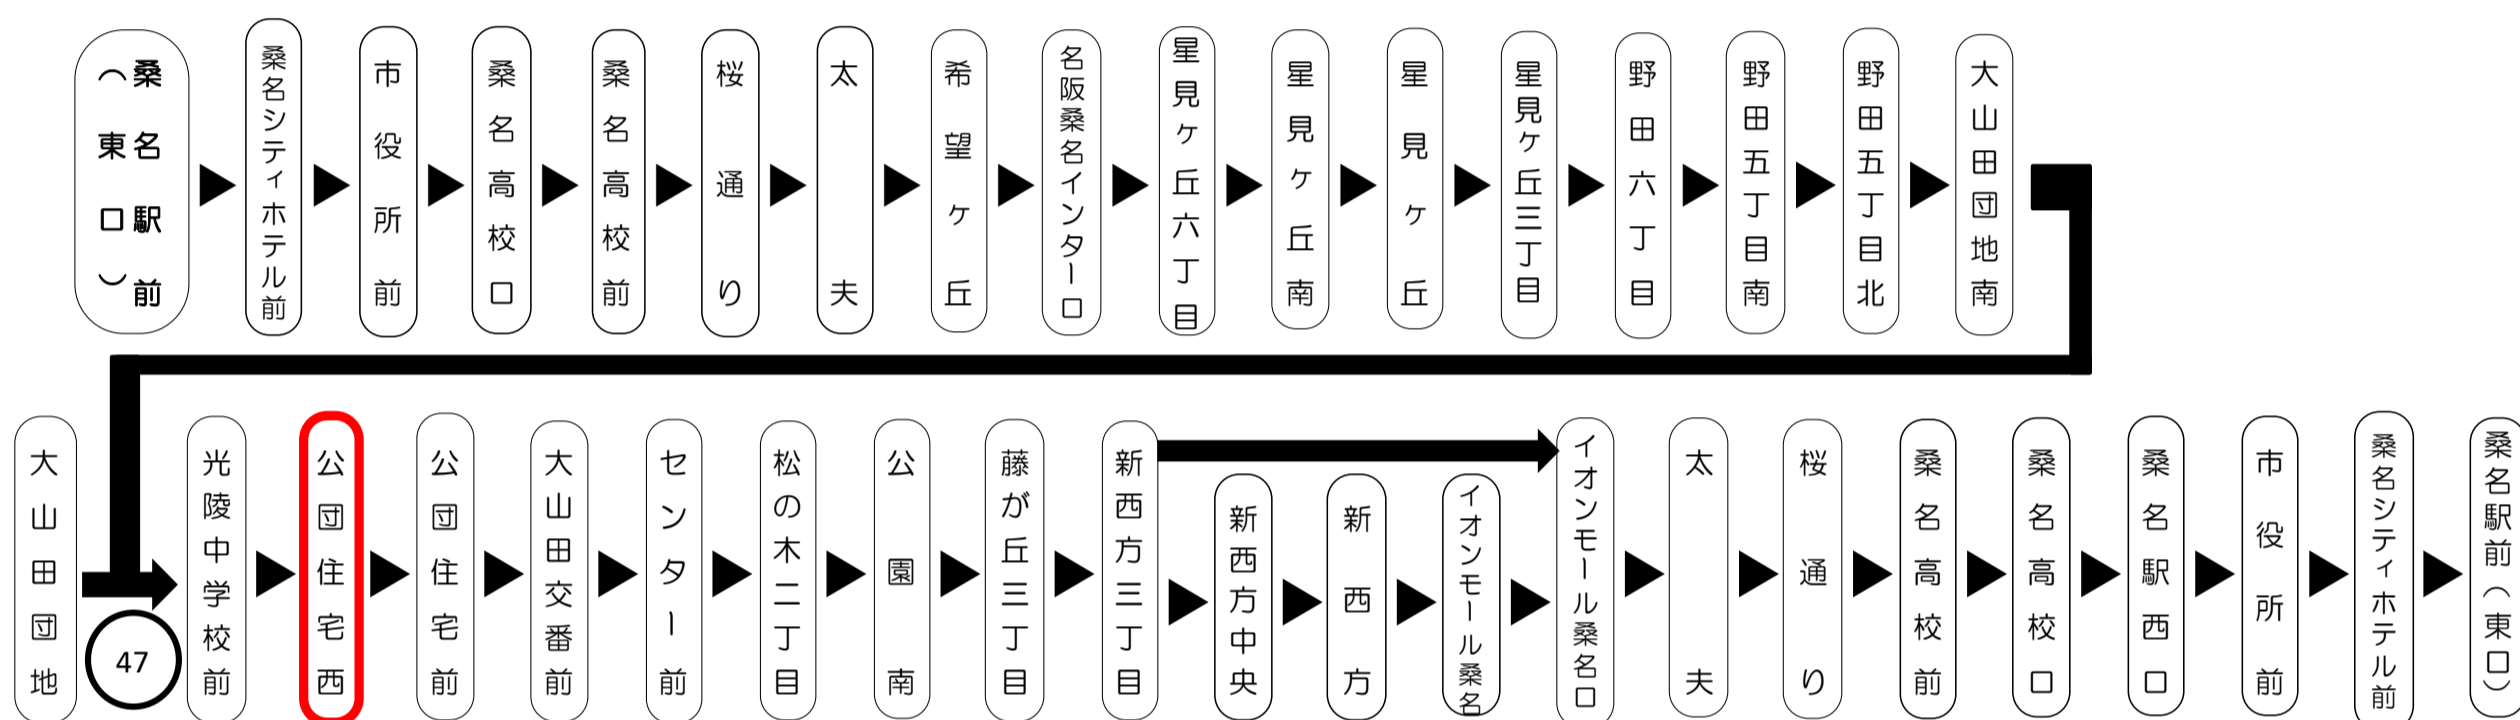 桑名駅前
（東口）
桑名シティホテル前
市役所前
桑名高校口
桑名高校前
桜通り
太夫
希望ヶ丘
名阪桑名インター口
星見ヶ丘六丁目
星見ヶ丘南
星見ヶ丘
星見ヶ丘三丁目
野田六丁目
野田五丁目南
野田五丁目北
大山田団地南
大山田団地
47
光陵中学校前
公団住宅西
公団住宅前
大山田交番前
センター前
松の木二丁目
公園南
藤が丘三丁目
新西方三丁目
新西方中央
新西方
イオンモール桑名
イオンモール桑名口
太夫
桜通り
桑名高校前
桑名高校口
桑名駅西口
市役所前
桑名シティホテル前
桑名駅前（東口）